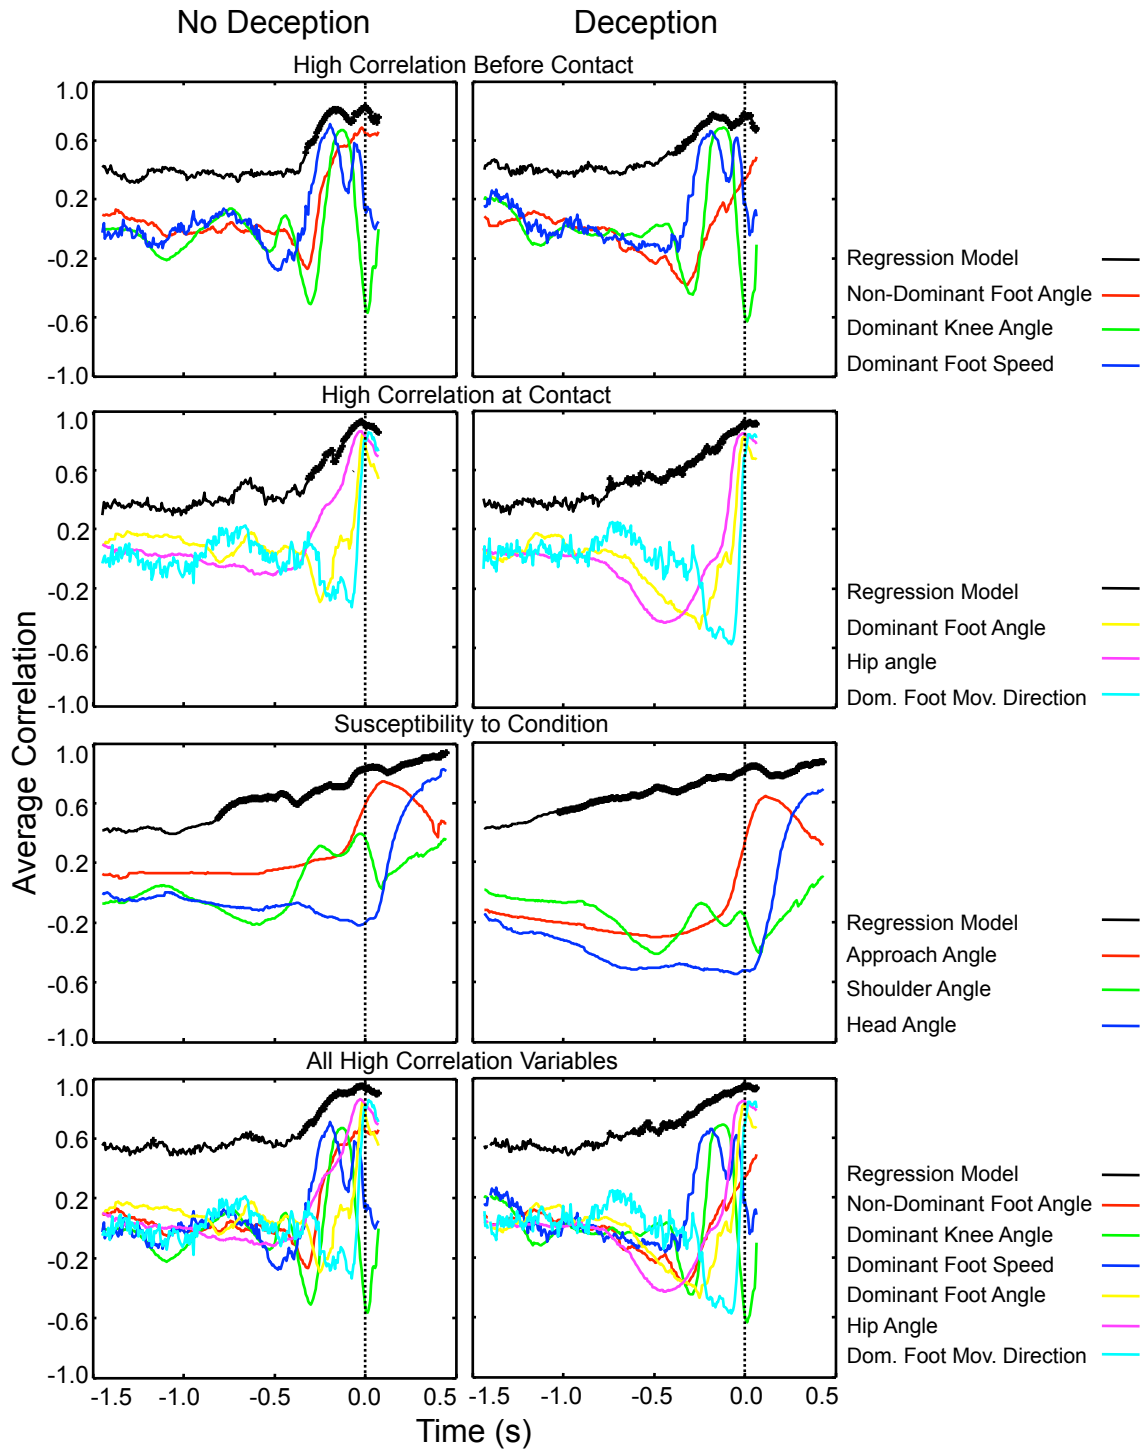 No Deception
Deception
High Correlation Before Contact
1.0
0.6
0.2
-0.2
-0.6
-1.0
Regression Model
Non-Dominant Foot Angle
Dominant Knee Angle
Dominant Foot Speed
High Correlation at Contact
1.0
0.6
0.2
-0.2
-0.6
-1.0
Regression Model
Dominant Foot Angle
Hip angle
Dom. Foot Mov. Direction
Average Correlation
Susceptibility to Condition
1.0
0.6
0.2
-0.2
-0.6
-1.0
Regression Model
Approach Angle
Shoulder Angle
Head Angle
All High Correlation Variables
1.0
0.6
0.2
-0.2
-0.6
-1.0
Regression Model
Non-Dominant Foot Angle
Dominant Knee Angle
Dominant Foot Speed
Dominant Foot Angle
Hip Angle
Dom. Foot Mov. Direction
-1.5 -1.0 -0.5 0.0 0.5
-1.5 -1.0 -0.5 0.0 0.5
Time (s)